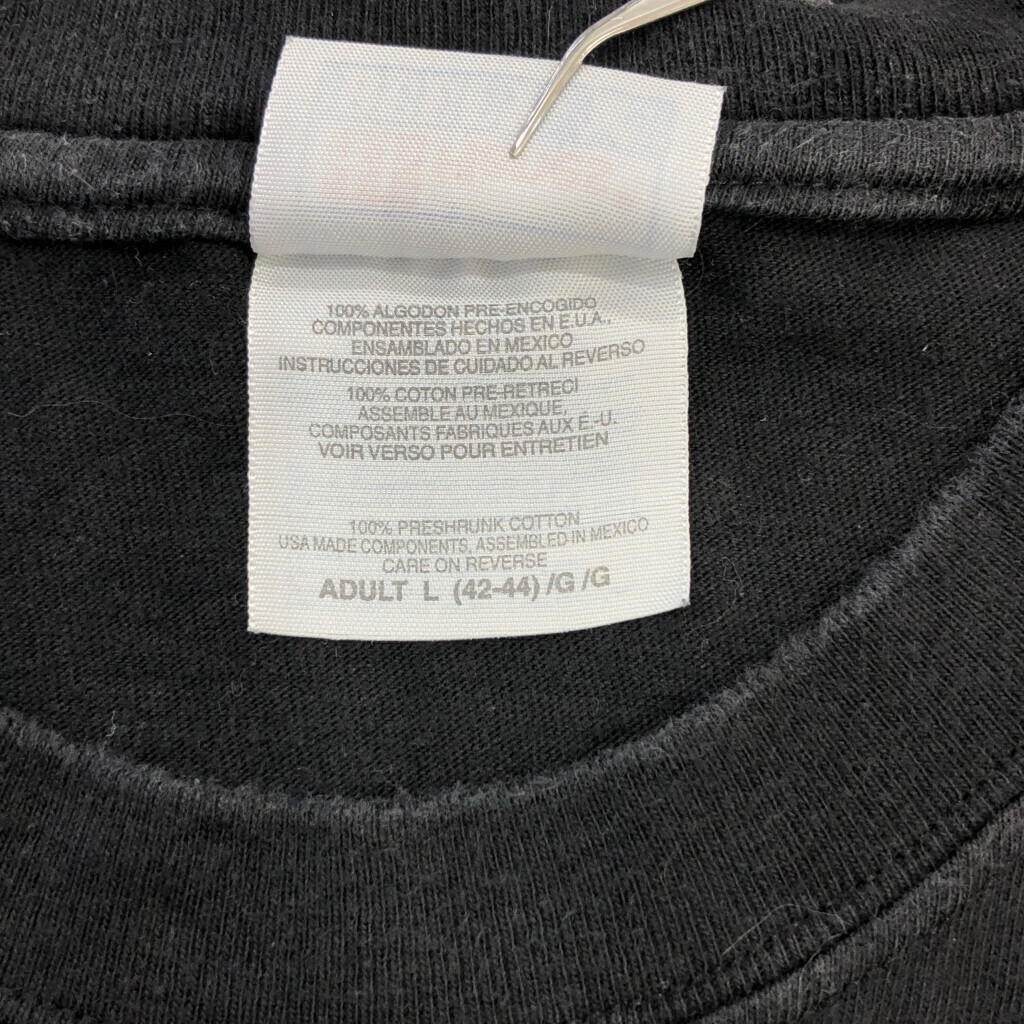 100% ALGODON PRE-ENCOGIDO
COMPONENTES HECHOS EN E.U.A.,
ENSAMBLADO EN MEXICO
INSTRUCCIONES DE CUIDADO AL REVERSO
100% COTON PRE-RETRECI
ASSEMBLE AU MEXIQUE,
COMPOSANTS FABRIQUES AUX É.-U.
VOIR VERSO POUR ENTRETIEN
100% PRESHRUNK COTTON
USA MADE COMPONENTS, ASSEMBLED IN MEXICO
CARE ON REVERSE
ADULT L (42-44) /G /G